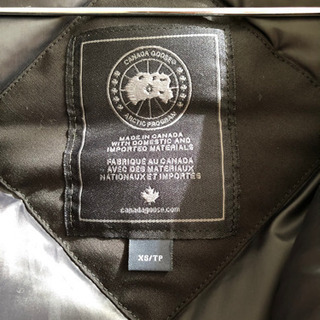 CANADA GOOSE
ARCTIC PROGRAM
MADE IN CANADA
WITH DOMESTIC AND
IMPORTED MATERIALS
FABRIQUÉ AU CANADA
AVEC DES MATERIAUX
NATIONAUX ET IMPORTÉS
canadagoose.com
XS/TP